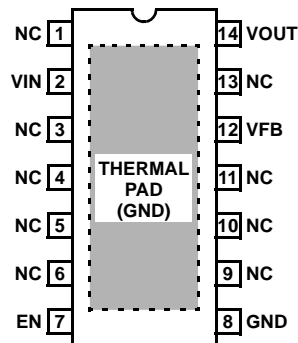 NC 1 14 VOUT
VIN 2 13 NC
NC 3 12 VFB
NC 4 11 NC
THERMAL
PAD
(GND)
NC 5 10 NC
NC 6 9 NC
EN 7 8 GND